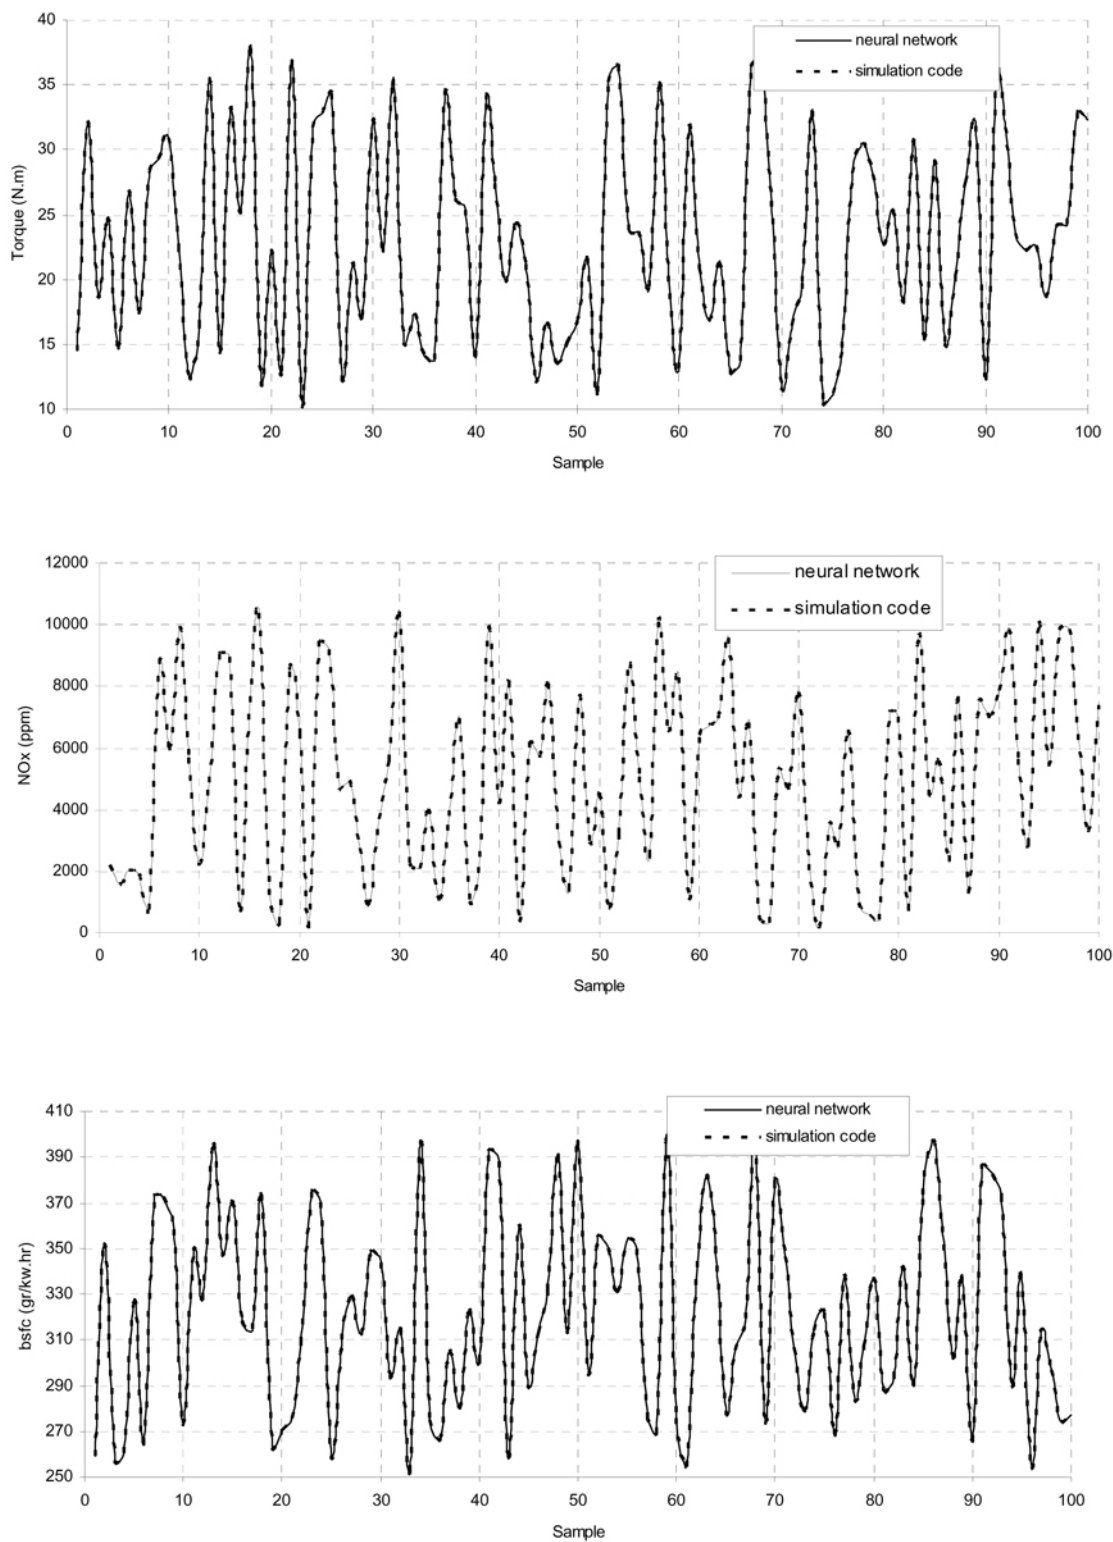 40
35
30
25
20
15
10
Torque (N.m)
neural network
simulation code
0 10 20 30 40 50 60 70 80 90 100
Sample
12000
10000
8000
6000
4000
2000
0
NOx (ppm)
neural network
simulation code
0 10 20 30 40 50 60 70 80 90 100
Sample
410
390
370
350
330
310
290
270
250
bsfc (gr/kw.hr)
neural network
simulation code
0 10 20 30 40 50 60 70 80 90 100
Sample